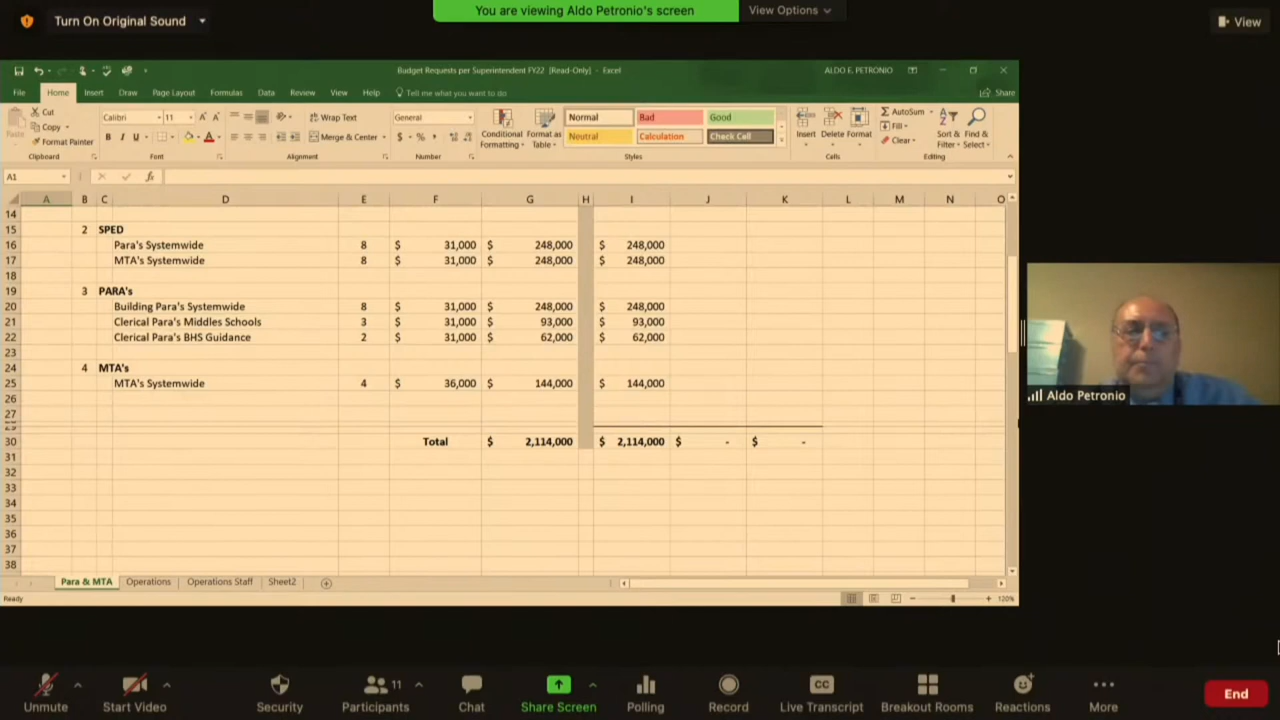 You are viewing Aldo Petronio's screen View Options
Turn On Original Sound View
Budget Requests per Superintendent FY22 [Read-Only] - Excel ALDO E. PETRONIO
File Home Insert Draw Page Layout Formulas Data Review View Help Tell me what you want to do Share
Cut
Copy
Format Painter
Paste
Clipboard
Calibri 11
B I U A
Font
Wrap Text
Merge & Center
Alignment
General
$ % ,
Number
Conditional Formatting
Format as Table
Normal Bad Good
Neutral Calculation Check Cell
Styles
Insert Delete Format
Cells
AutoSum
Fill
Clear
Sort & Filter
Find & Select
Editing
A1 fx
A B C D E F G H I J K L M N O
14
15 2 SPED
16 Para's Systemwide 8 $ 31,000 $ 248,000 $ 248,000
17 MTA's Systemwide 8 $ 31,000 $ 248,000 $ 248,000
18
19 3 PARA's
20 Building Para's Systemwide 8 $ 31,000 $ 248,000 $ 248,000
21 Clerical Para's Middles Schools 3 $ 31,000 $ 93,000 $ 93,000
22 Clerical Para's BHS Guidance 2 $ 31,000 $ 62,000 $ 62,000
23
24 4 MTA's
25 MTA's Systemwide 4 $ 36,000 $ 144,000 $ 144,000
26
27
30 Total $ 2,114,000 $ 2,114,000 $ - $ -
31
32
33
34
35
36
37
38
Para & MTA Operations Operations Staff Sheet2
Ready 120%
Aldo Petronio
Unmute Start Video Security Participants 11 Chat Share Screen Polling Record CC Live Transcript Breakout Rooms Reactions More End